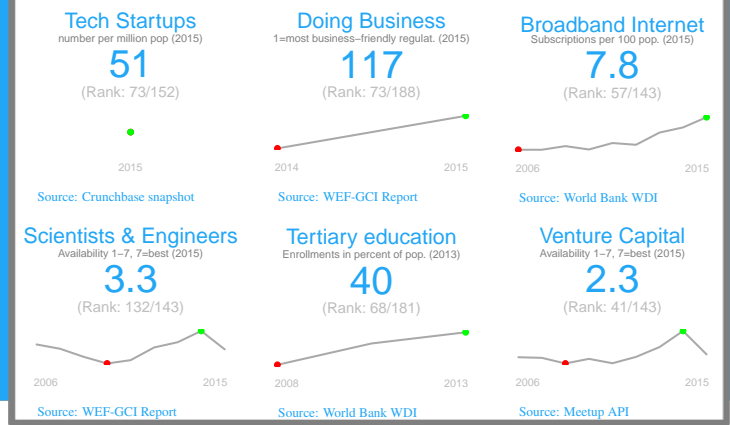 Tech Startups
number per million pop (2015)
51
(Rank: 73/152)
2015
Source: Crunchbase snapshot
Doing Business
1=most business−friendly regulat. (2015)
117
(Rank: 73/188)
2014 2015
Source: WEF-GCI Report
Broadband Internet
Subscriptions per 100 pop. (2015)
7.8
(Rank: 57/143)
2006 2015
Source: World Bank WDI
Scientists & Engineers
Availability 1−7, 7=best (2015)
3.3
(Rank: 132/143)
2006 2015
Source: WEF-GCI Report
Tertiary education
Enrollments in percent of pop. (2013)
40
(Rank: 68/181)
2008 2013
Source: World Bank WDI
Venture Capital
Availability 1−7, 7=best (2015)
2.3
(Rank: 41/143)
2006 2015
Source: Meetup API